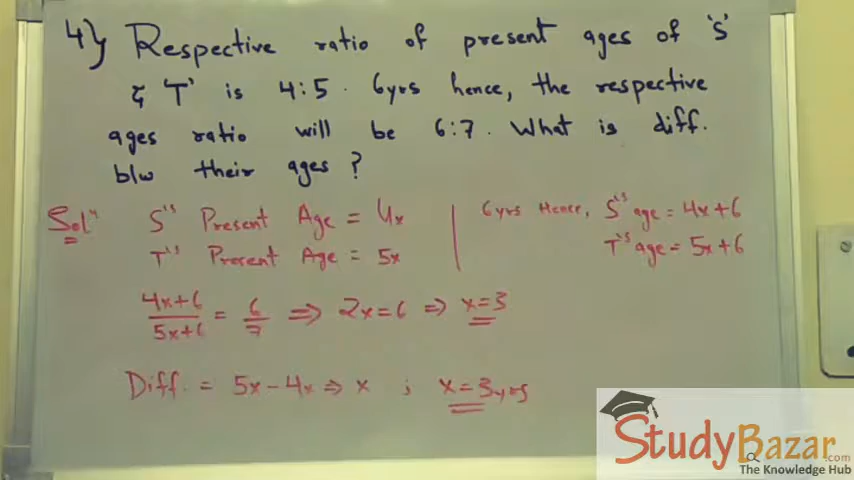 4) Respective ratio of present ages of 'S'
& 'T' is 4:5. 6yrs hence, the respective
ages ratio will be 6:7. What is diff.
b/w their ages?
Solⁿ S'ˢ Present Age = 4x
T'ˢ Present Age = 5x
6yrs Hence, S'ˢ age = 4x+6
T'ˢ age = 5x+6
4x+6/5x+6 = 6/7 ⇒ 2x=6 ⇒ x=3
Diff. = 5x-4x ⇒ x ; x=3yrs
StudyBazar.com
The Knowledge Hub